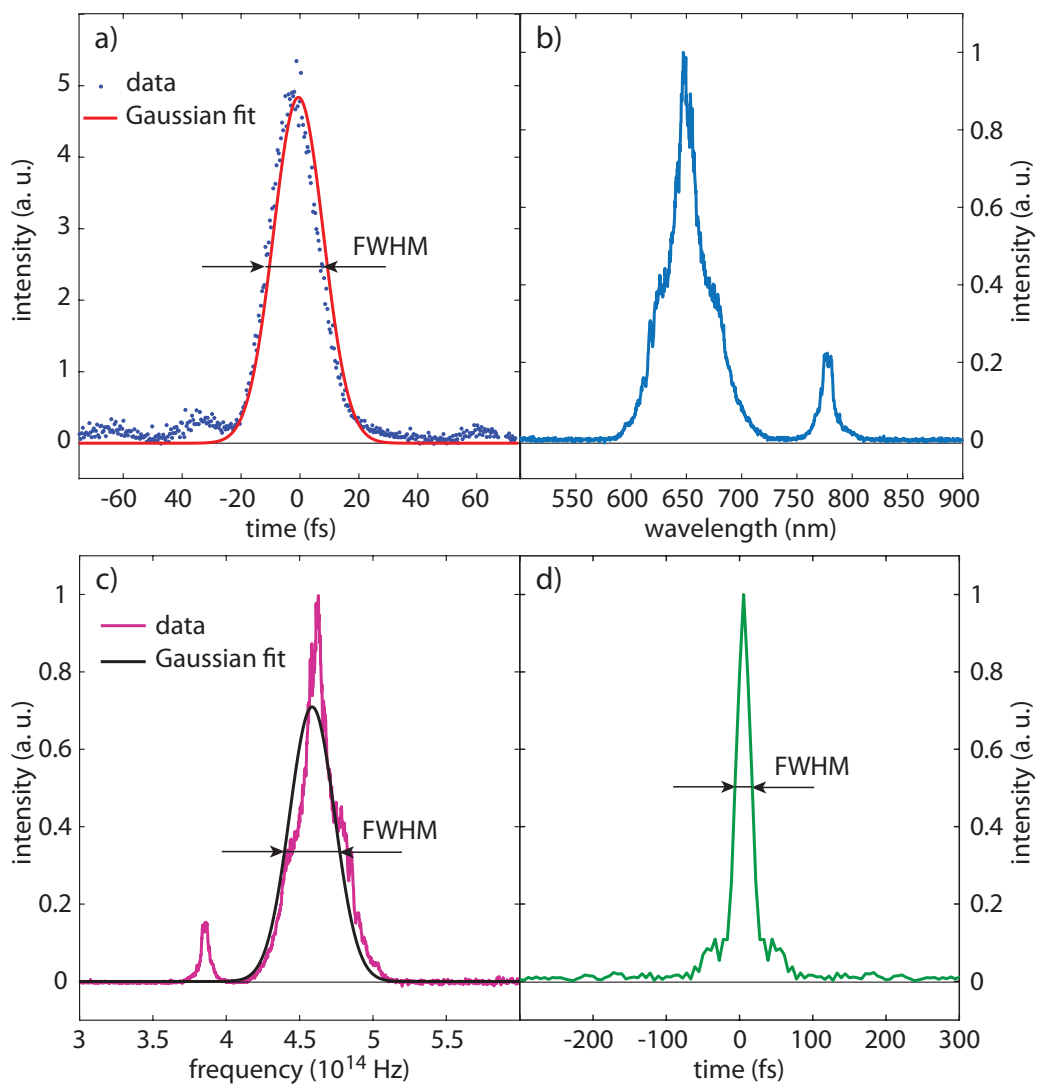 a)
data
Gaussian fit
FWHM
intensity (a. u.)
5
4
3
2
1
0
-60 -40 -20 0 20 40 60
time (fs)
b)
intensity (a. u.)
1
0.8
0.6
0.4
0.2
0
550 600 650 700 750 800 850 900
wavelength (nm)
c)
data
Gaussian fit
FWHM
intensity (a. u.)
1
0.8
0.6
0.4
0.2
0
3 3.5 4 4.5 5 5.5
frequency (10¹⁴ Hz)
d)
FWHM
intensity (a. u.)
1
0.8
0.6
0.4
0.2
0
-200 -100 0 100 200 300
time (fs)